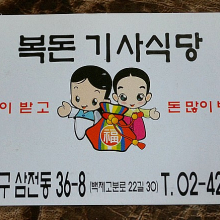 복돈 기사식당
이 받고
돈 많이
福
구 삼전동 36-8 (백제고분로 22길 30) T. 02-42